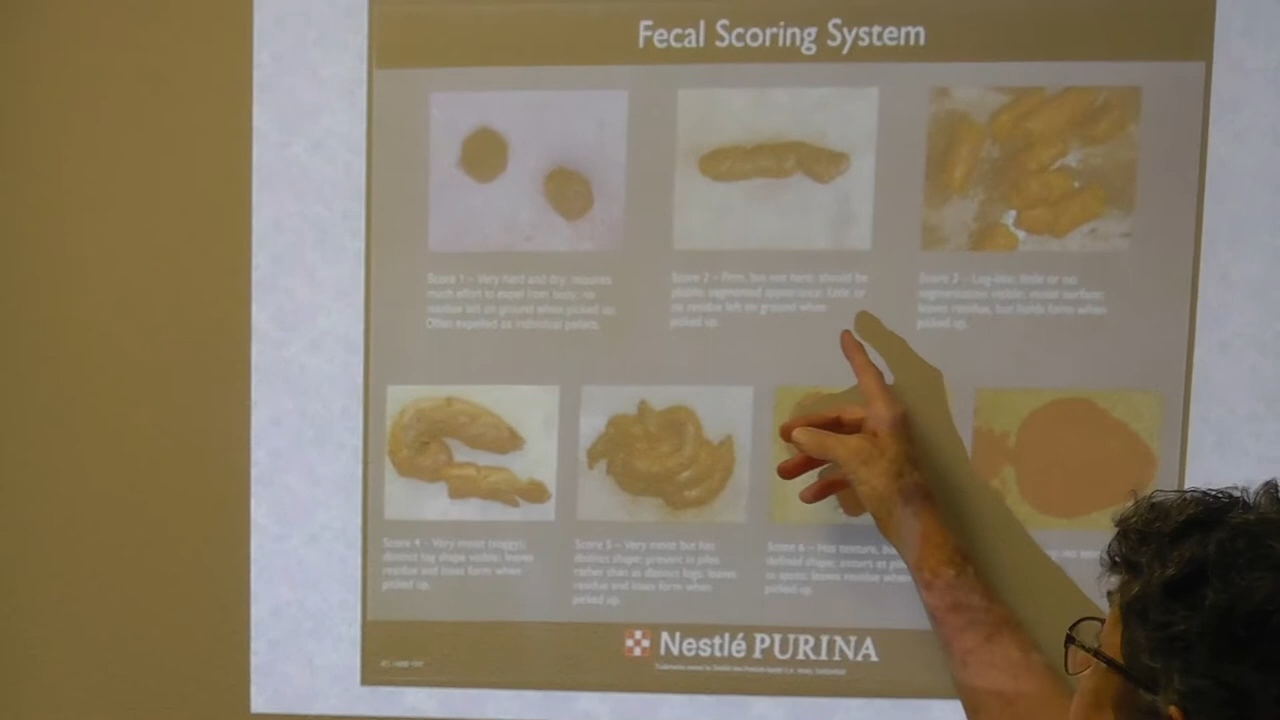 Fecal Scoring System
Score 1 – Very hard and dry; requires
much effort to expel from body; no
residue left on ground when picked up.
Often expelled as individual pellets.
Score 2 – Firm, but not hard; should be
pliable; segmented appearance; little or
no residue left on ground when
picked up.
Score 3 – Log-like; little or no
segmentation visible; moist surface;
leaves residue, but holds form when
picked up.
Score 4 – Very moist (soggy);
distinct log shape visible; leaves
residue and loses form when
picked up.
Score 5 – Very moist but has
distinct shape; present in piles
rather than as distinct logs; leaves
residue and loses form when
picked up.
Score 6 – Has texture, but
defined shape; occurs as
as spots; leaves residue when
picked up.
Nestlé PURINA